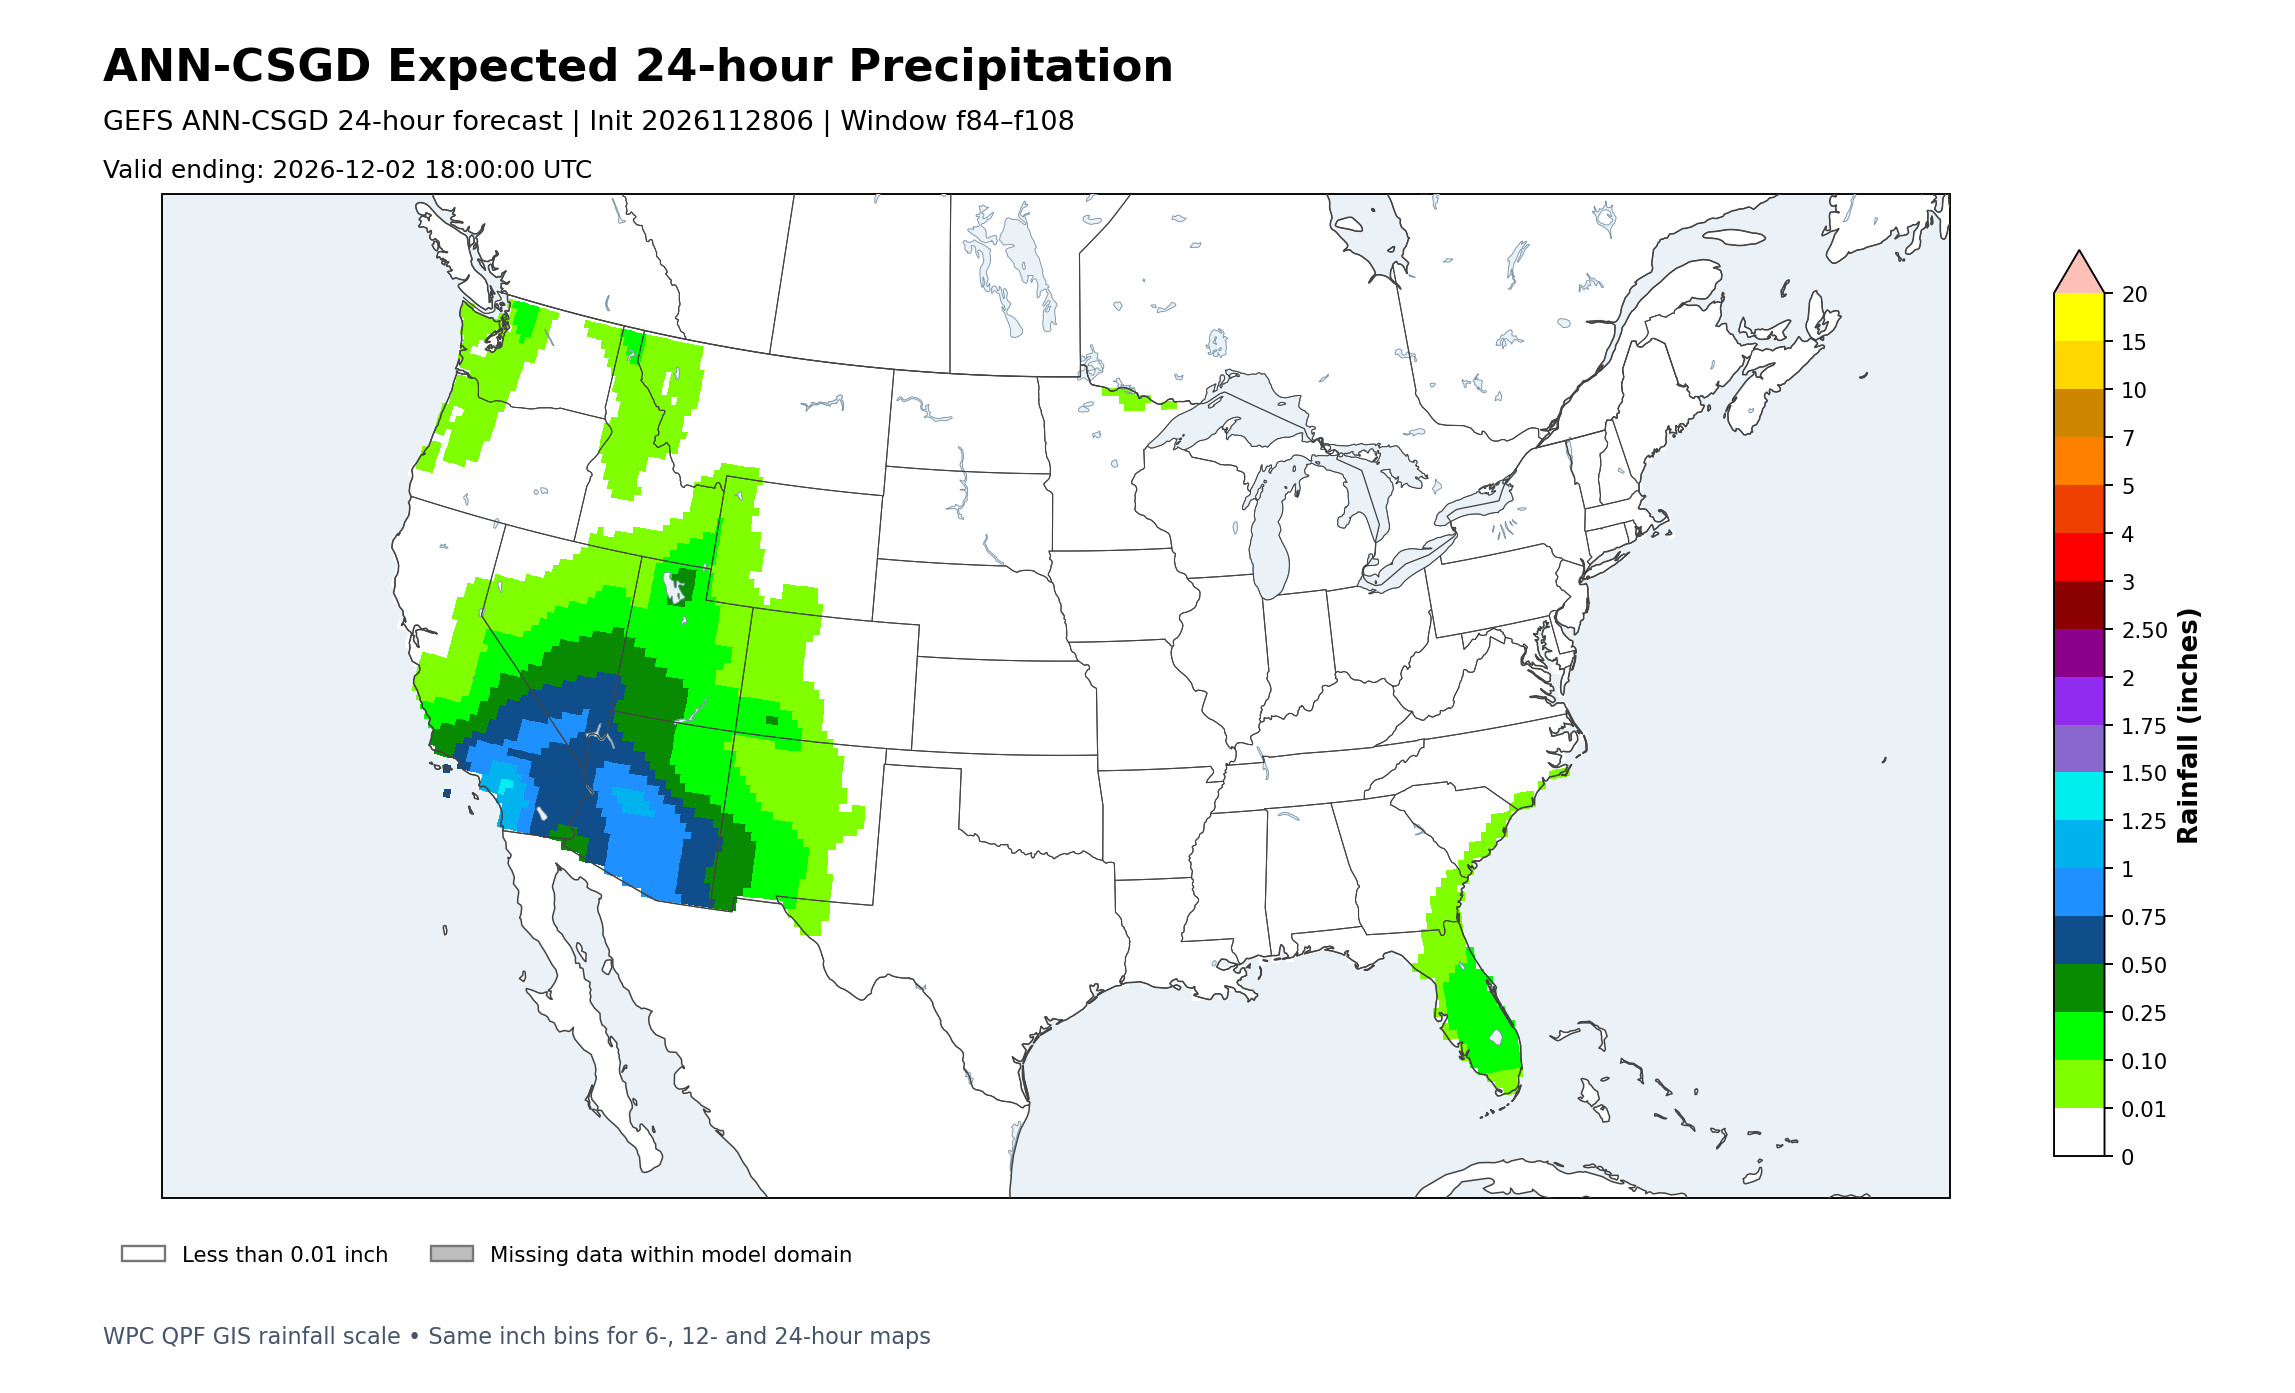 ANN-CSGD Expected 24-hour Precipitation
GEFS ANN-CSGD 24-hour forecast | Init 2026112806 | Window f84–f108
Valid ending: 2026-12-02 18:00:00 UTC
20
15
10
7
5
4
3
2.50
2
1.75
1.50
1.25
1
0.75
0.50
0.25
0.10
0.01
0
Rainfall (inches)
Less than 0.01 inch
Missing data within model domain
WPC QPF GIS rainfall scale • Same inch bins for 6-, 12- and 24-hour maps